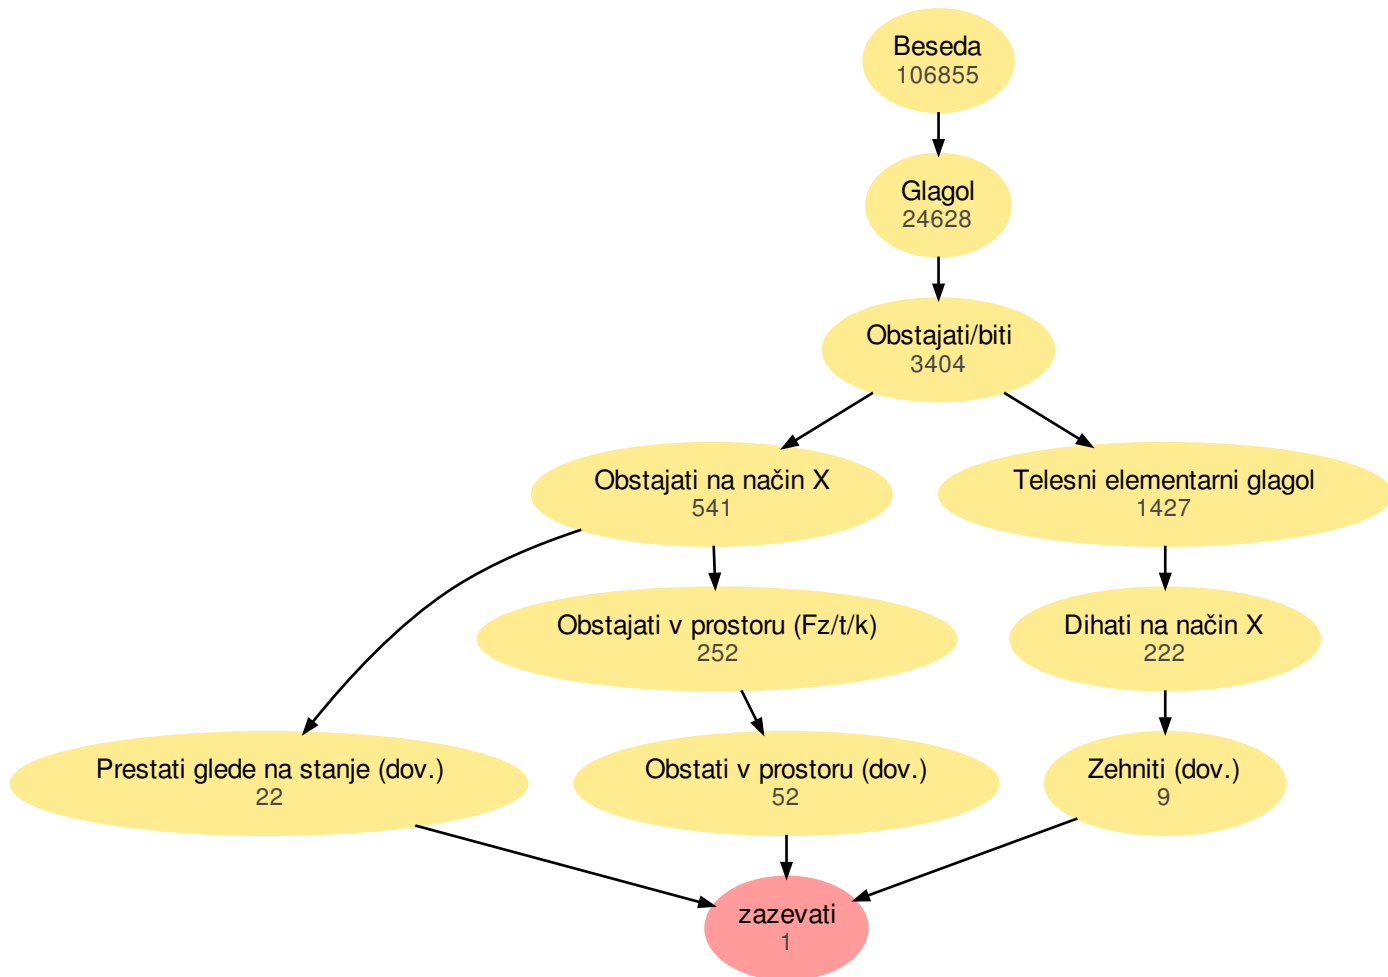 Beseda
106855
Glagol
24628
Obstajati/biti
3404
Obstajati na način X
541
Telesni elementarni glagol
1427
Obstajati v prostoru (Fz/t/k)
252
Dihati na način X
222
Prestati glede na stanje (dov.)
22
Obstati v prostoru (dov.)
52
Zehniti (dov.)
9
zazevati
1